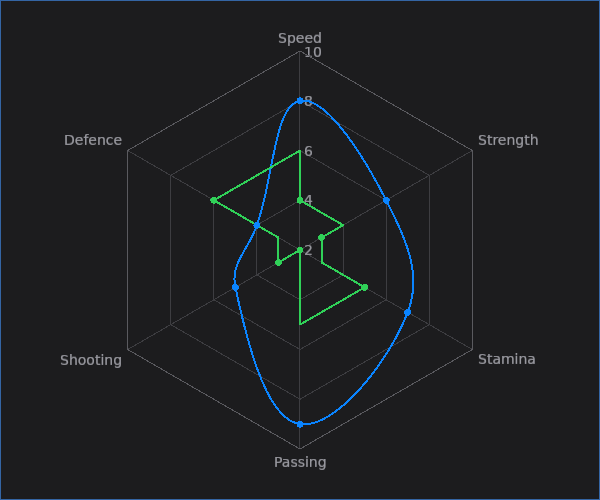 Speed
10
8
Defence
Strength
6
4
2
Shooting
Stamina
Passing